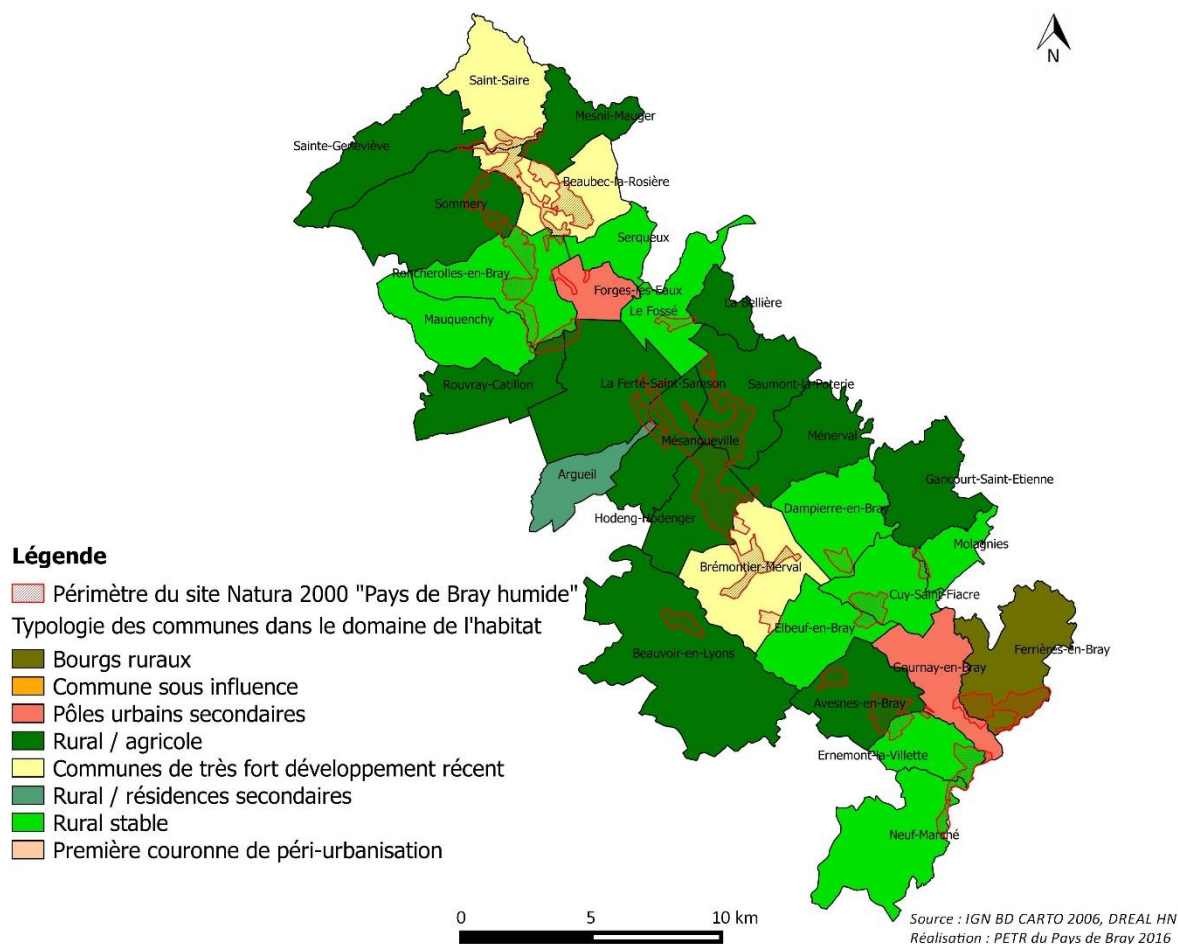 N
Saint-Saire
Mesnil-Mauger
Sainte-Geneviève
Beaubec-la-Rosière
Sommery
Serqueux
Roncherolles-en-Bray
Forges-les-Eaux
La Bellière
Le Fossé
Mauquenchy
Rouvray-Catillon
La Ferté-Saint-Samson
Saumont-la-Poterie
Mésangueville
Ménerval
Argueil
Gancourt-Saint-Etienne
Dampierre-en-Bray
Hodeng-Hodenger
Molagnies
Brémontier-Merval
Cuy-Saint-Fiacre
Elbeuf-en-Bray
Beauvoir-en-Lyons
Gournay-en-Bray
Ferrières-en-Bray
Avesnes-en-Bray
Ernemont-la-Villette
Neuf-Marché
Légende
Périmètre du site Natura 2000 "Pays de Bray humide"
Typologie des communes dans le domaine de l'habitat
Bourgs ruraux
Commune sous influence
Pôles urbains secondaires
Rural / agricole
Communes de très fort développement récent
Rural / résidences secondaires
Rural stable
Première couronne de péri-urbanisation
0 5 10 km
Source : IGN BD CARTO 2006, DREAL HN
Réalisation : PETR du Pays de Bray 2016